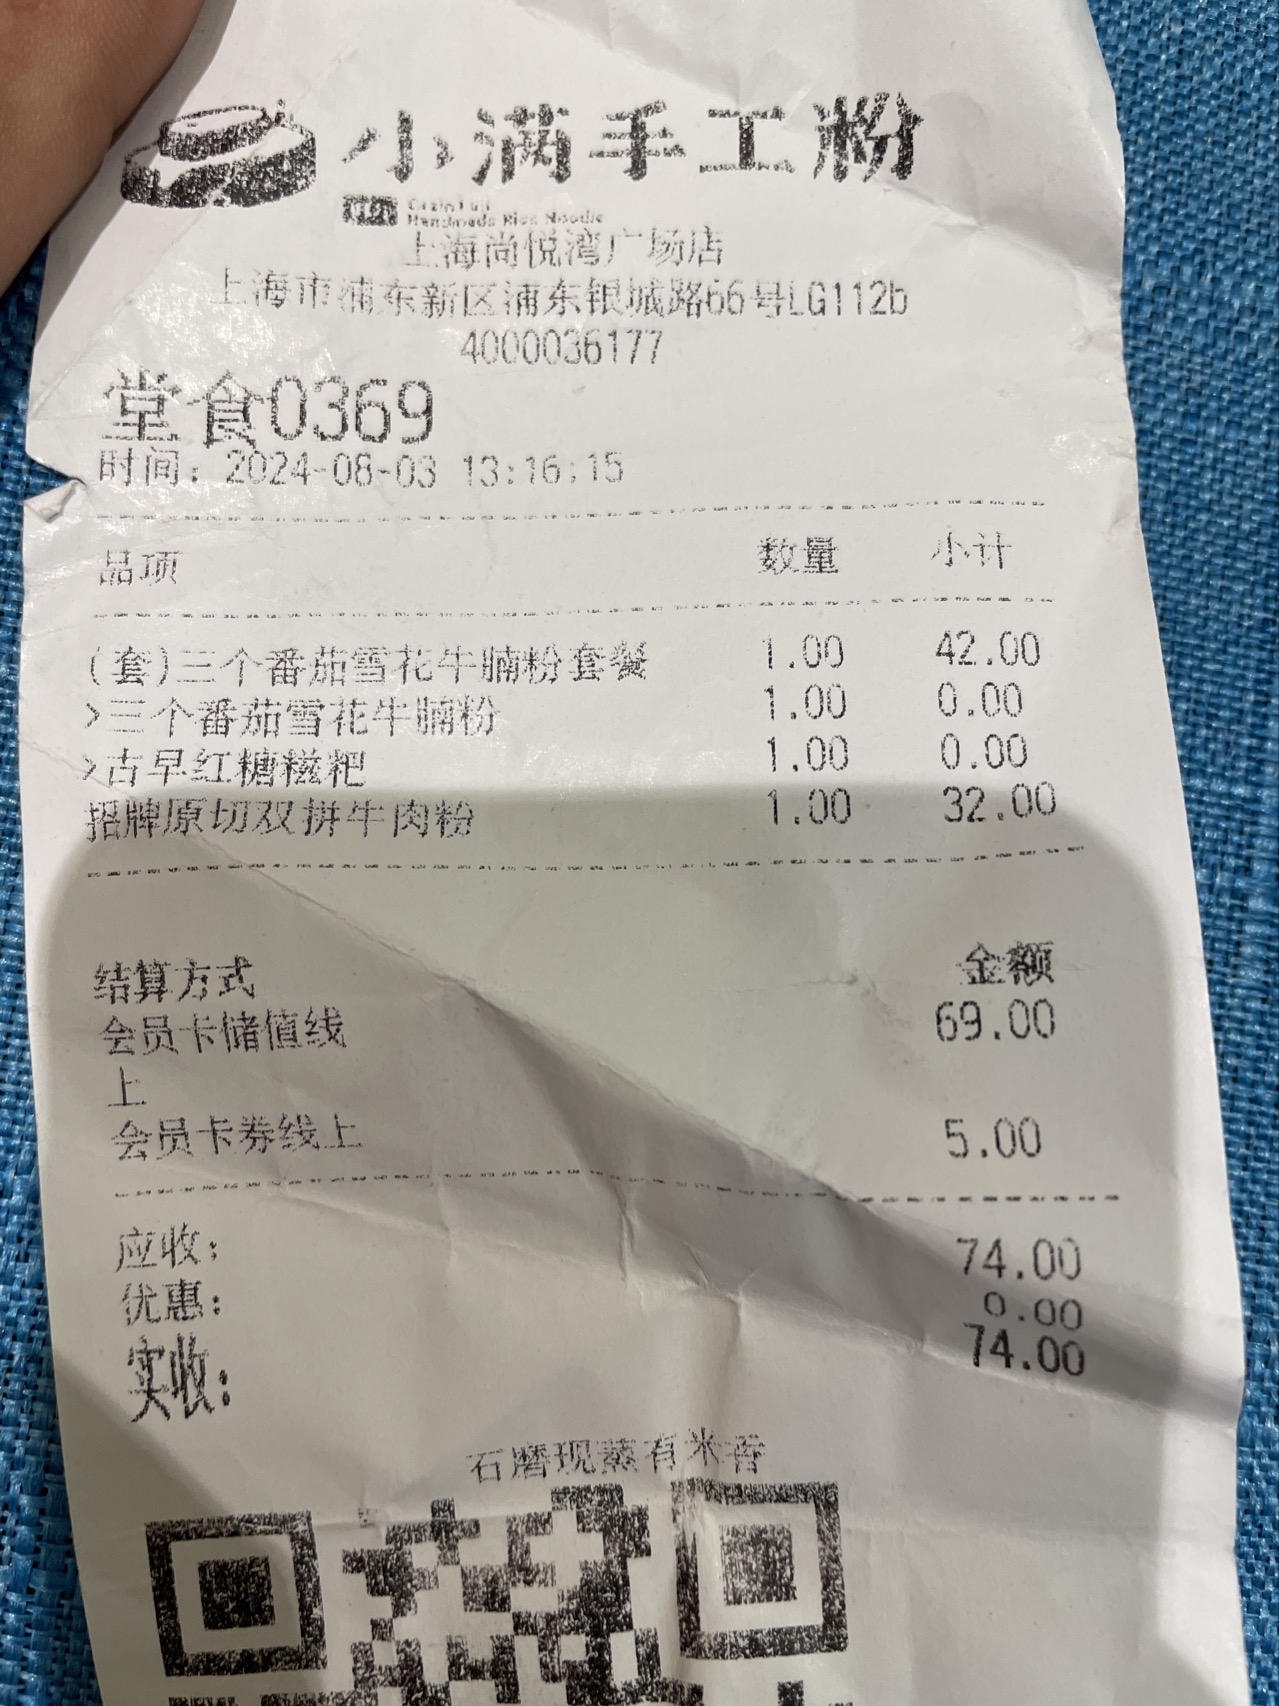 小满手工粉
Handmade Rice Noodle
上海尚悦湾广场店
上海市浦东新区浦东银城路66号LG112b
4000036177
堂食0369
时间：2024-08-03 13:16:15
品项 数量 小计
(套)三个番茄雪花牛腩粉套餐 1.00 42.00
>三个番茄雪花牛腩粉 1.00 0.00
>古早红糖糍粑 1.00 0.00
招牌原切双拼牛肉粉 1.00 32.00
结算方式 金额
会员卡储值线 69.00
上
会员卡券线上 5.00
应收： 74.00
优惠： 0.00
实收： 74.00
石磨现蒸有米香